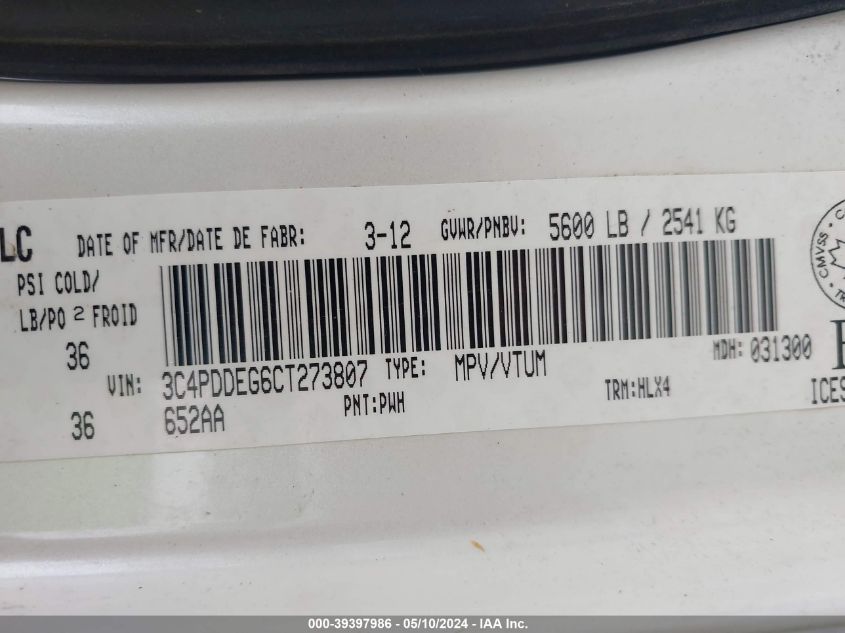 LC DATE OF MFR/DATE DE FABR: 3-12 GVWR/PNBV: 5600 LB / 2541 KG
PSI COLD/
LB/PO 2 FROID
36
VIN: 3C4PDDEG6CT273807 TYPE: MPV/VTUM MDH: 031300
36 652AA PNT:PWH TRM:HLX4 ICES
CMVSS
000-39397986 - 05/10/2024 - IAA Inc.